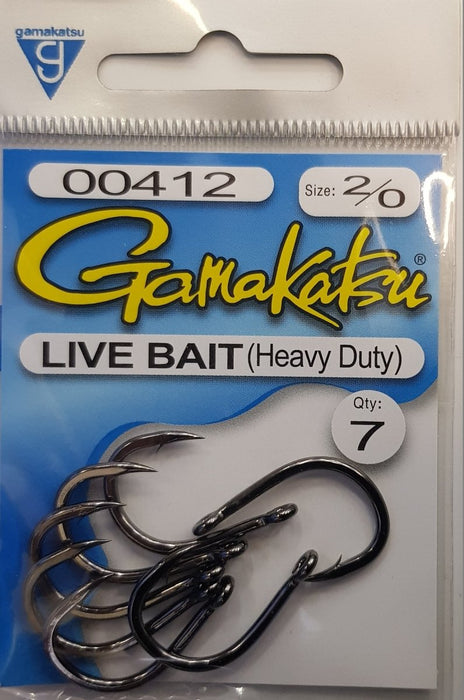 gamakatsu
g
00412
Size: 2/0
Gamakatsu®
LIVE BAIT (Heavy Duty)
Qty:
7